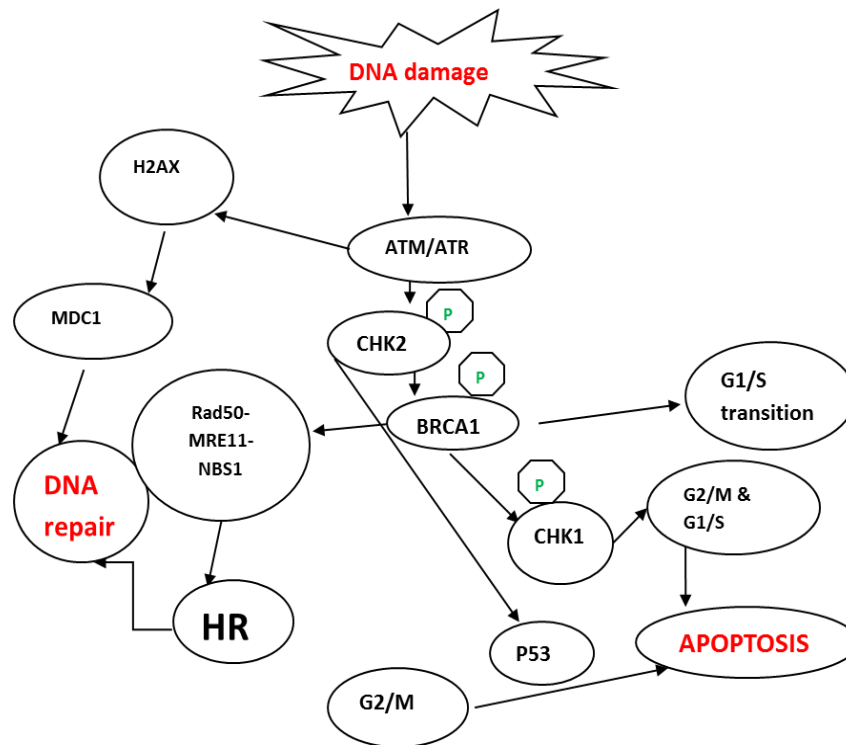 DNA damage
H2AX
ATM/ATR
MDC1
P
CHK2
P
BRCA1
G1/S
transition
Rad50-
MRE11-
NBS1
DNA
repair
P
CHK1
G2/M &
G1/S
HR
P53
APOPTOSIS
G2/M